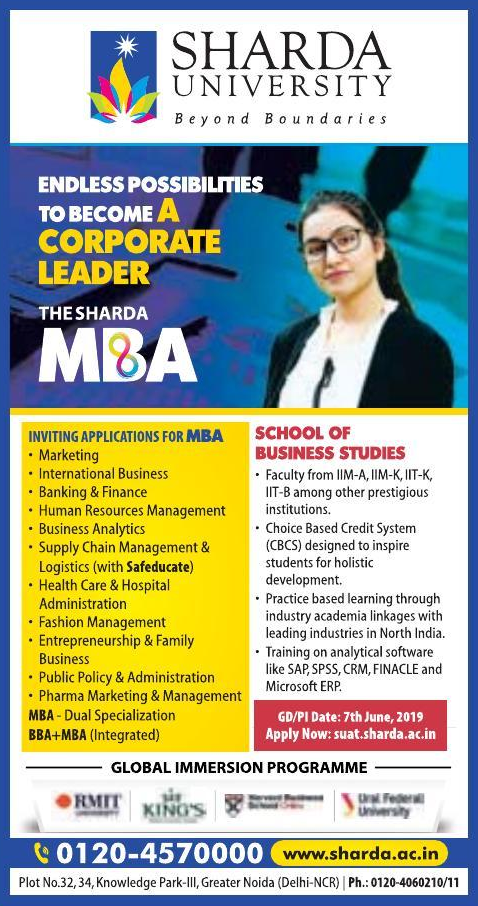 SHARDA
UNIVERSITY
Beyond Boundaries
ENDLESS POSSIBILITIES
TO BECOME A
CORPORATE
LEADER
THE SHARDA
MBA
INVITING APPLICATIONS FOR MBA
• Marketing
• International Business
• Banking & Finance
• Human Resources Management
• Business Analytics
• Supply Chain Management &
Logistics (with Safeducate)
• Health Care & Hospital
Administration
• Fashion Management
• Entrepreneurship & Family
Business
• Public Policy & Administration
• Pharma Marketing & Management
MBA - Dual Specialization
BBA+MBA (Integrated)
SCHOOL OF
BUSINESS STUDIES
• Faculty from IIM-A, IIM-K, IIT-K,
IIT-B among other prestigious
institutions.
• Choice Based Credit System
(CBCS) designed to inspire
students for holistic
development.
• Practice based learning through
industry academia linkages with
leading industries in North India.
• Training on analytical software
like SAP, SPSS, CRM, FINACLE and
Microsoft ERP.
GD/PI Date: 7th June, 2019
Apply Now: suat.sharda.ac.in
GLOBAL IMMERSION PROGRAMME
RMIT
UNIVERSITY
KING'S
Harvard Business
School
Ural Federal
University
0120-4570000
www.sharda.ac.in
Plot No.32, 34, Knowledge Park-III, Greater Noida (Delhi-NCR) | Ph.: 0120-4060210/11